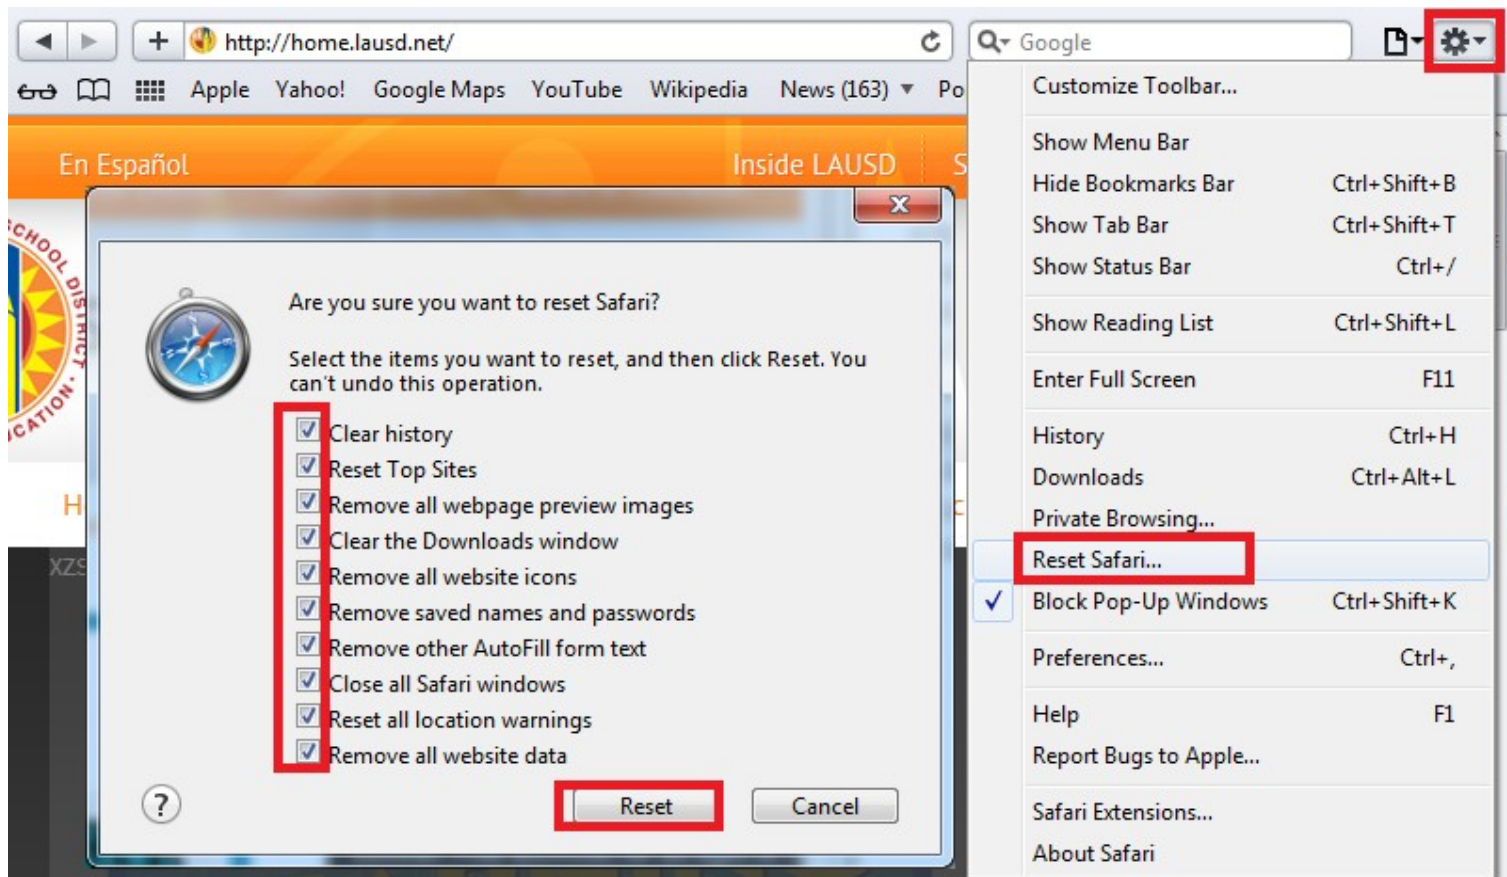 http://home.lausd.net/
Google
Apple Yahoo! Google Maps YouTube Wikipedia News (163) Po
En Español Inside LAUSD S
SCHOOL DISTRICT
EDUCATION
H
XZS
Are you sure you want to reset Safari?
Select the items you want to reset, and then click Reset. You
can't undo this operation.
Clear history
Reset Top Sites
Remove all webpage preview images
Clear the Downloads window
Remove all website icons
Remove saved names and passwords
Remove other AutoFill form text
Close all Safari windows
Reset all location warnings
Remove all website data
?
Reset Cancel
Customize Toolbar...
Show Menu Bar
Hide Bookmarks Bar Ctrl+Shift+B
Show Tab Bar Ctrl+Shift+T
Show Status Bar Ctrl+/
Show Reading List Ctrl+Shift+L
Enter Full Screen F11
History Ctrl+H
Downloads Ctrl+Alt+L
Private Browsing...
Reset Safari...
Block Pop-Up Windows Ctrl+Shift+K
Preferences... Ctrl+,
Help F1
Report Bugs to Apple...
Safari Extensions...
About Safari